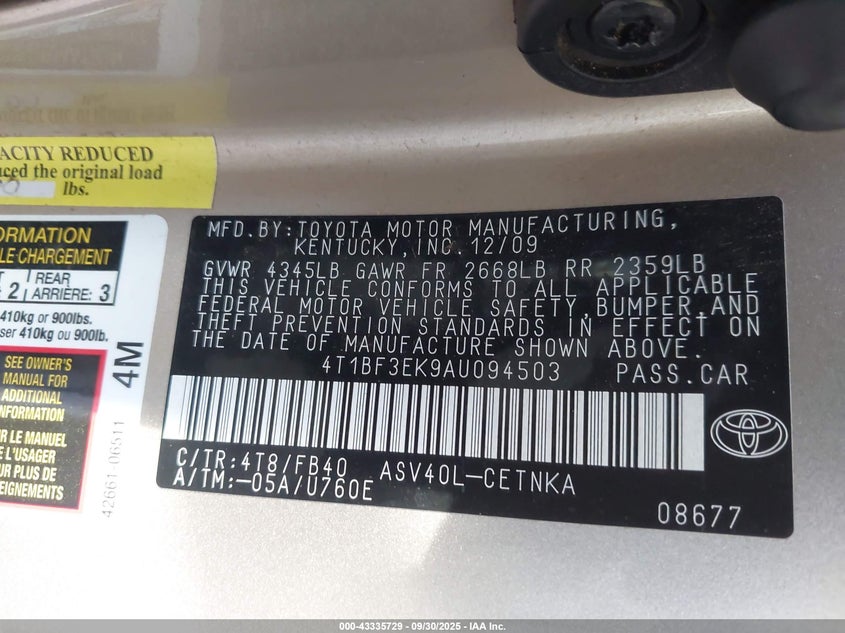 ACITY REDUCED
uced the original load
lbs.
ORMATION
LE CHARGEMENT
2 REAR
ARRIÈRE: 3
410kg or 900lbs.
ser 410kg ou 900lb.
SEE OWNER'S
MANUAL FOR
ADDITIONAL
INFORMATION
R LE MANUEL
L'USAGER
UR PLUS DE
EIGNEMENTS
4M
42661-06511
MFD.BY:TOYOTA MOTOR MANUFACTURING,
KENTUCKY,INC.12/09
GVWR 4345LB GAWR FR 2668LB RR 2359LB
THIS VEHICLE CONFORMS TO ALL APPLICABLE
FEDERAL MOTOR VEHICLE SAFETY,BUMPER,AND
THEFT PREVENTION STANDARDS IN EFFECT ON
THE DATE OF MANUFACTURE SHOWN ABOVE.
4T1BF3EK9AU094503 PASS.CAR
C/TR:4T8/FB40 ASV40L-CETNKA
A/TM:-05A/U760E
08677
000-43335729 - 09/30/2025 - IAA Inc.